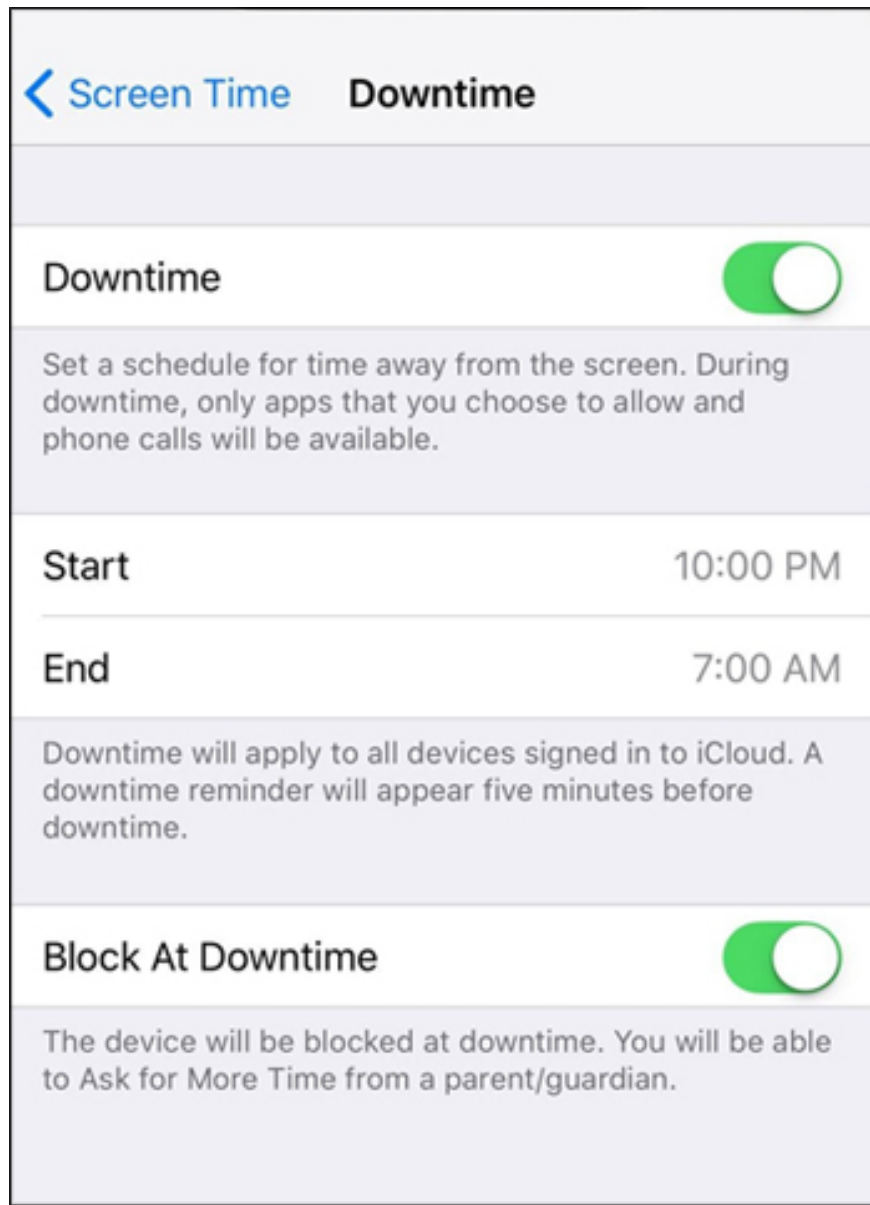 Screen Time Downtime
Downtime
Set a schedule for time away from the screen. During
downtime, only apps that you choose to allow and
phone calls will be available.
Start 10:00 PM
End 7:00 AM
Downtime will apply to all devices signed in to iCloud. A
downtime reminder will appear five minutes before
downtime.
Block At Downtime
The device will be blocked at downtime. You will be able
to Ask for More Time from a parent/guardian.